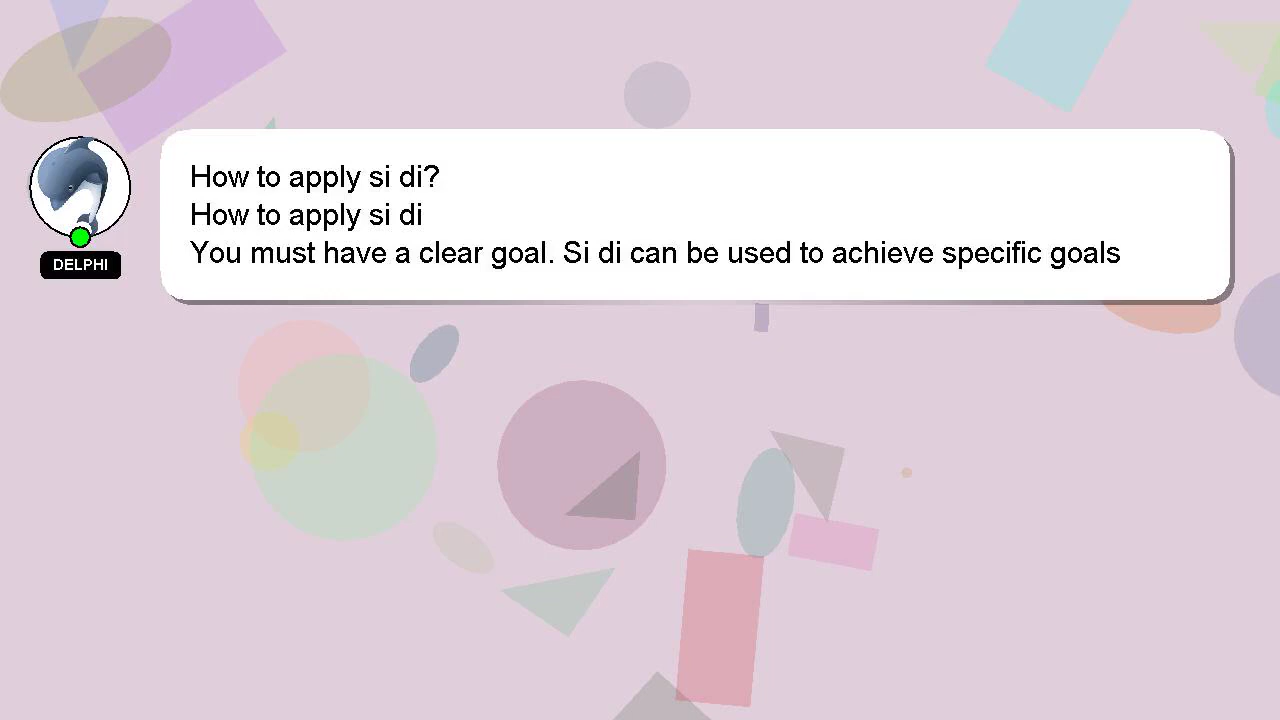 How to apply si di?
How to apply si di
You must have a clear goal. Si di can be used to achieve specific goals
DELPHI